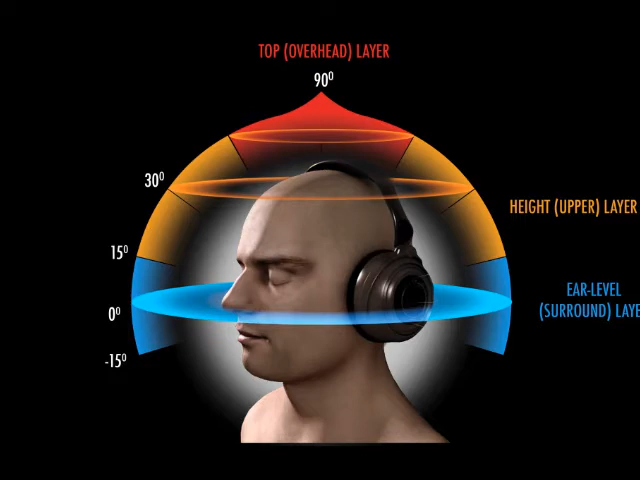 TOP (OVERHEAD) LAYER
90⁰
30⁰
HEIGHT (UPPER) LAYER
15⁰
EAR-LEVEL
0⁰
(SURROUND) LAYE
-15⁰